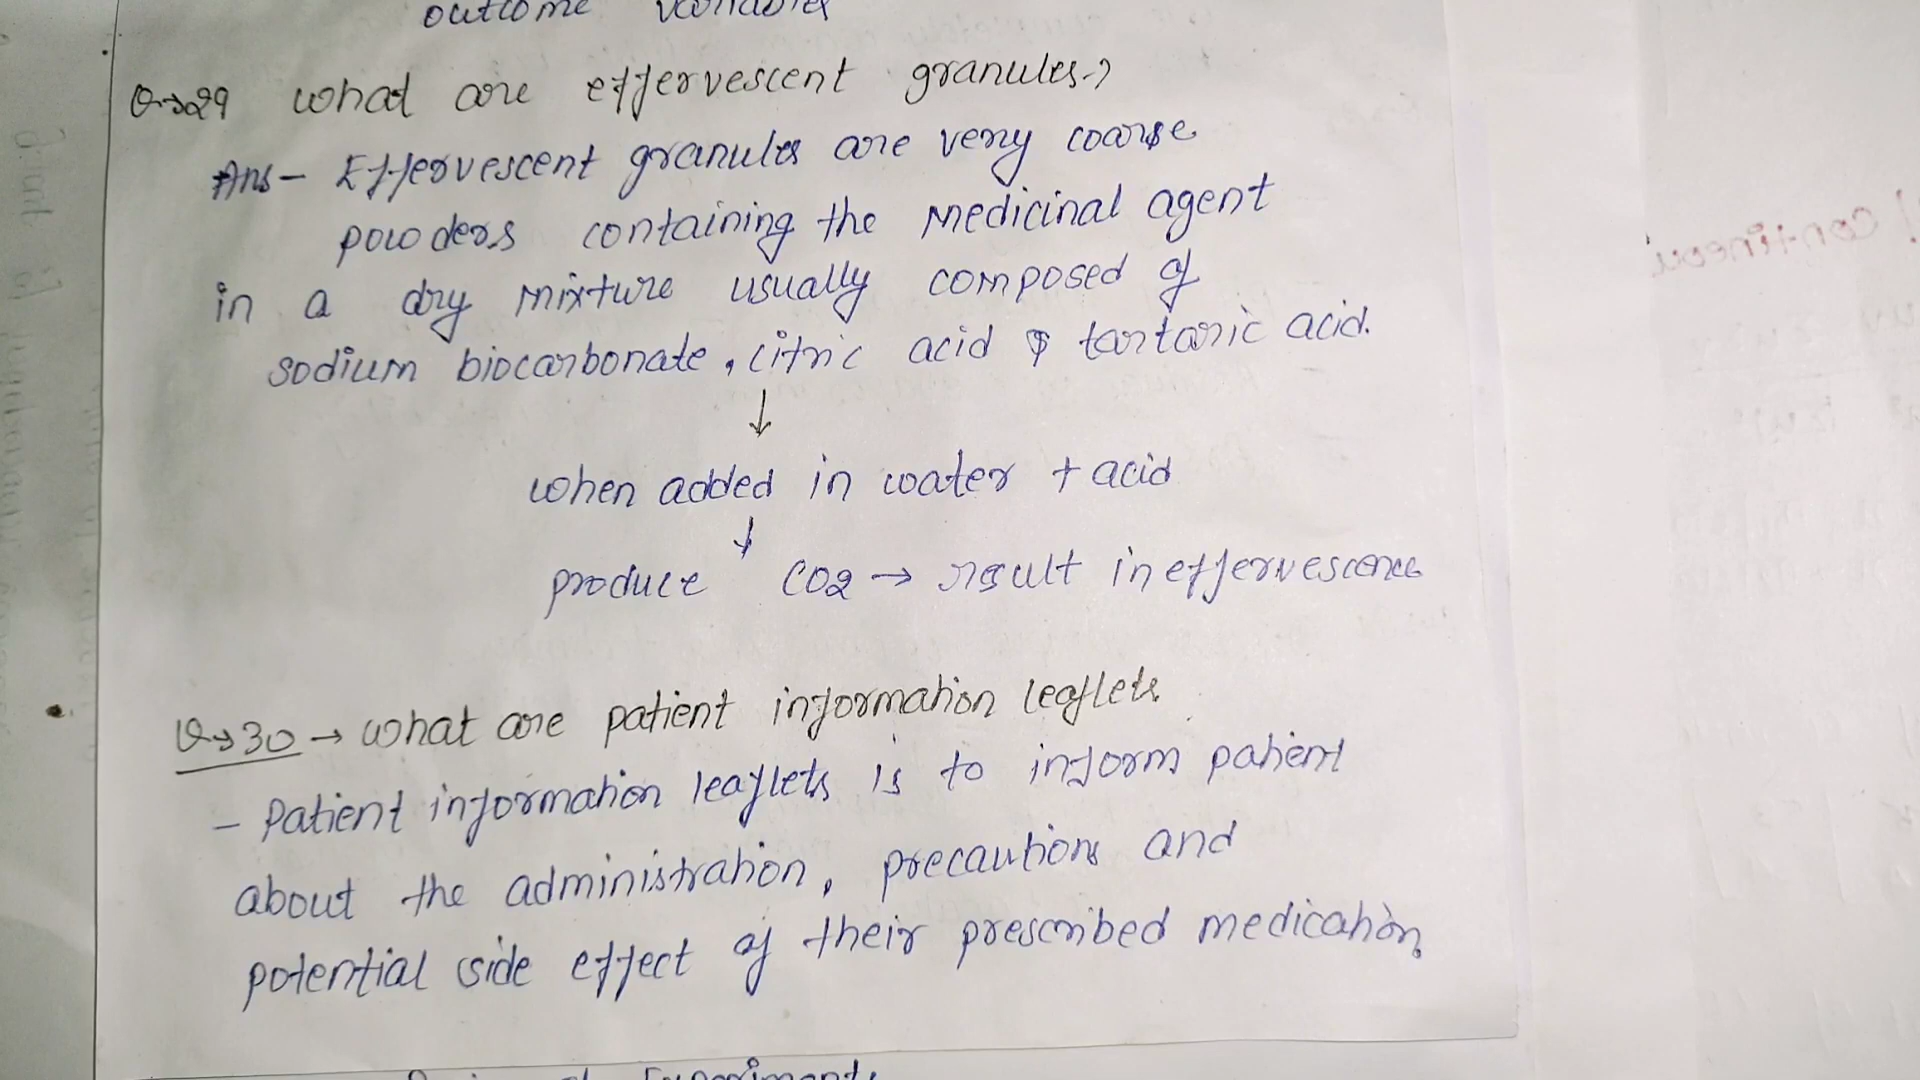 outcome variables
Q→29 what are effervescent granules?
Ans- Effervescent granules are very coarse
powders containing the medicinal agent
in a dry mixture usually composed of
sodium biocarbonate, citric acid & tartaric acid.
↓
when added in water + acid
↓
produce CO2 → result in effervescence
Q→30 → what are patient information leaflets
- Patient information leaflets is to inform patient
about the administration, precautions and
potential side effect of their prescribed medication,
of Experiments